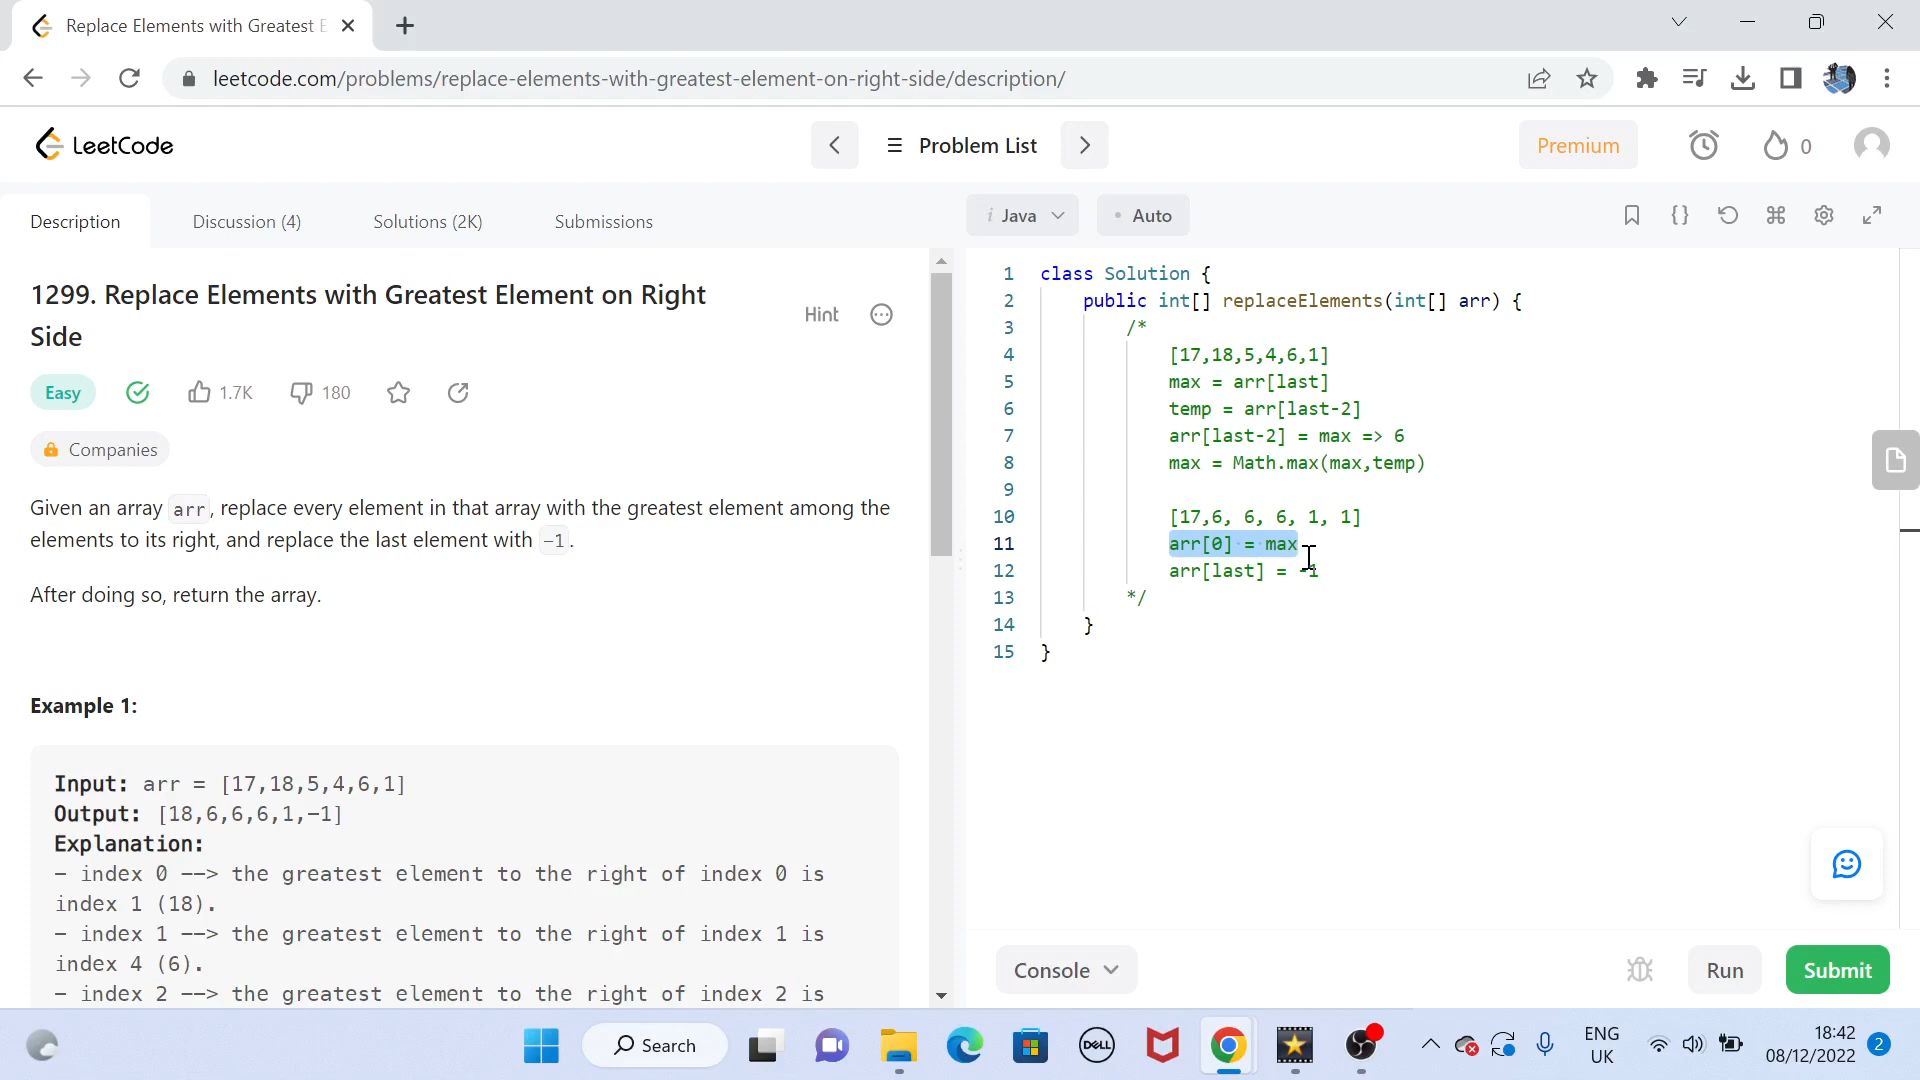 Replace Elements with Greatest E
leetcode.com/problems/replace-elements-with-greatest-element-on-right-side/description/
LeetCode
Problem List
Premium
0
Description
Discussion (4)
Solutions (2K)
Submissions
i Java
• Auto
1299. Replace Elements with Greatest Element on Right
Side
Hint
Easy
1.7K
180
Companies
Given an array arr, replace every element in that array with the greatest element among the
elements to its right, and replace the last element with -1.
After doing so, return the array.
Example 1:
Input: arr = [17,18,5,4,6,1]
Output: [18,6,6,6,1,-1]
Explanation:
- index 0 --> the greatest element to the right of index 0 is
index 1 (18).
- index 1 --> the greatest element to the right of index 1 is
index 4 (6).
- index 2 --> the greatest element to the right of index 2 is
1 class Solution {
2 public int[] replaceElements(int[] arr) {
3 /*
4 [17,18,5,4,6,1]
5 max = arr[last]
6 temp = arr[last-2]
7 arr[last-2] = max => 6
8 max = Math.max(max,temp)
9
10 [17,6, 6, 6, 1, 1]
11 arr[0] = max
12 arr[last] = -1
13 */
14 }
15 }
Console
Run
Submit
Search
DELL
ENG
UK
18:42
08/12/2022
2